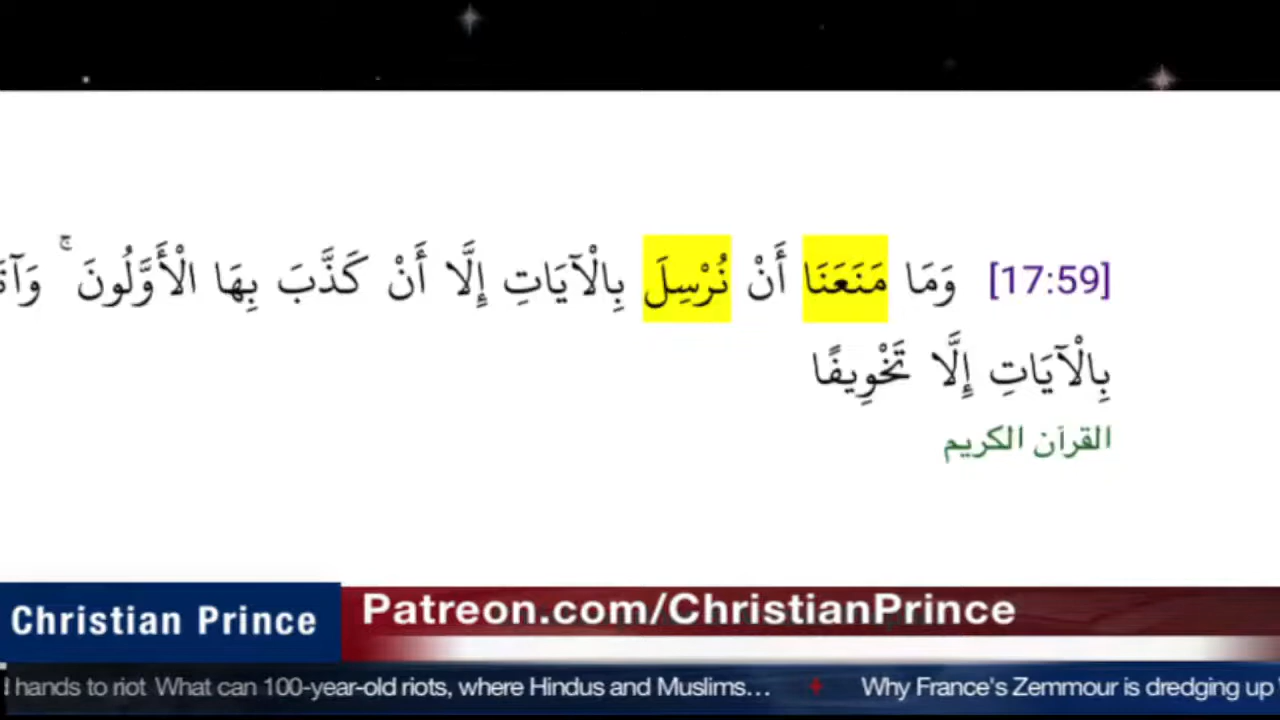 [17:59] وَمَا مَنَعَنَا أَنْ نُرْسِلَ بِالْآيَاتِ إِلَّا أَنْ كَذَّبَ بِهَا الْأَوَّلُونَ ۚ
بِالْآيَاتِ إِلَّا تَخْوِيفًا
القرآن الكريم
Christian Prince
Patreon.com/ChristianPrince
hands to riot. What can 100-year-old riots, where Hindus and Muslims... Why France's Zemmour is dredging up